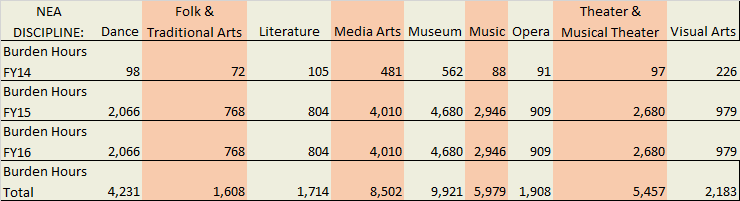 NEA Folk & Theater &
DISCIPLINE: Dance Traditional Arts Literature Media Arts Museum Music Opera Musical Theater Visual Arts
Burden Hours
FY14 98 72 105 481 562 88 91 97 226
Burden Hours
FY15 2,066 768 804 4,010 4,680 2,946 909 2,680 979
Burden Hours
FY16 2,066 768 804 4,010 4,680 2,946 909 2,680 979
Burden Hours
Total 4,231 1,608 1,714 8,502 9,921 5,979 1,908 5,457 2,183